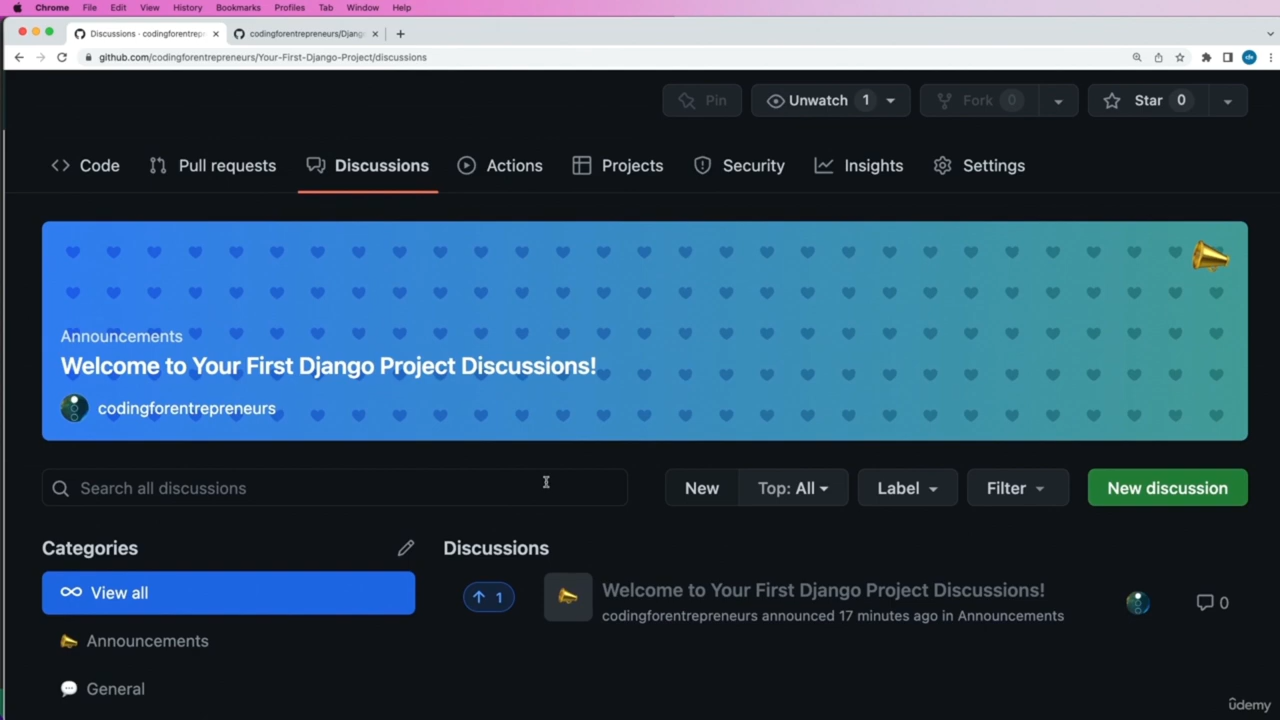 Chrome File Edit View History Bookmarks Profiles Tab Window Help
Discussions · codingforentrep codingforentrepreneurs/Djang
github.com/codingforentrepreneurs/Your-First-Django-Project/discussions
Pin Unwatch 1 Fork 0 Star 0
Code Pull requests Discussions Actions Projects Security Insights Settings
Announcements
Welcome to Your First Django Project Discussions!
codingforentrepreneurs
Search all discussions New Top: All Label Filter New discussion
Categories Discussions
View all 1 Welcome to Your First Django Project Discussions!
codingforentrepreneurs announced 17 minutes ago in Announcements 0
Announcements
General
ûdemy